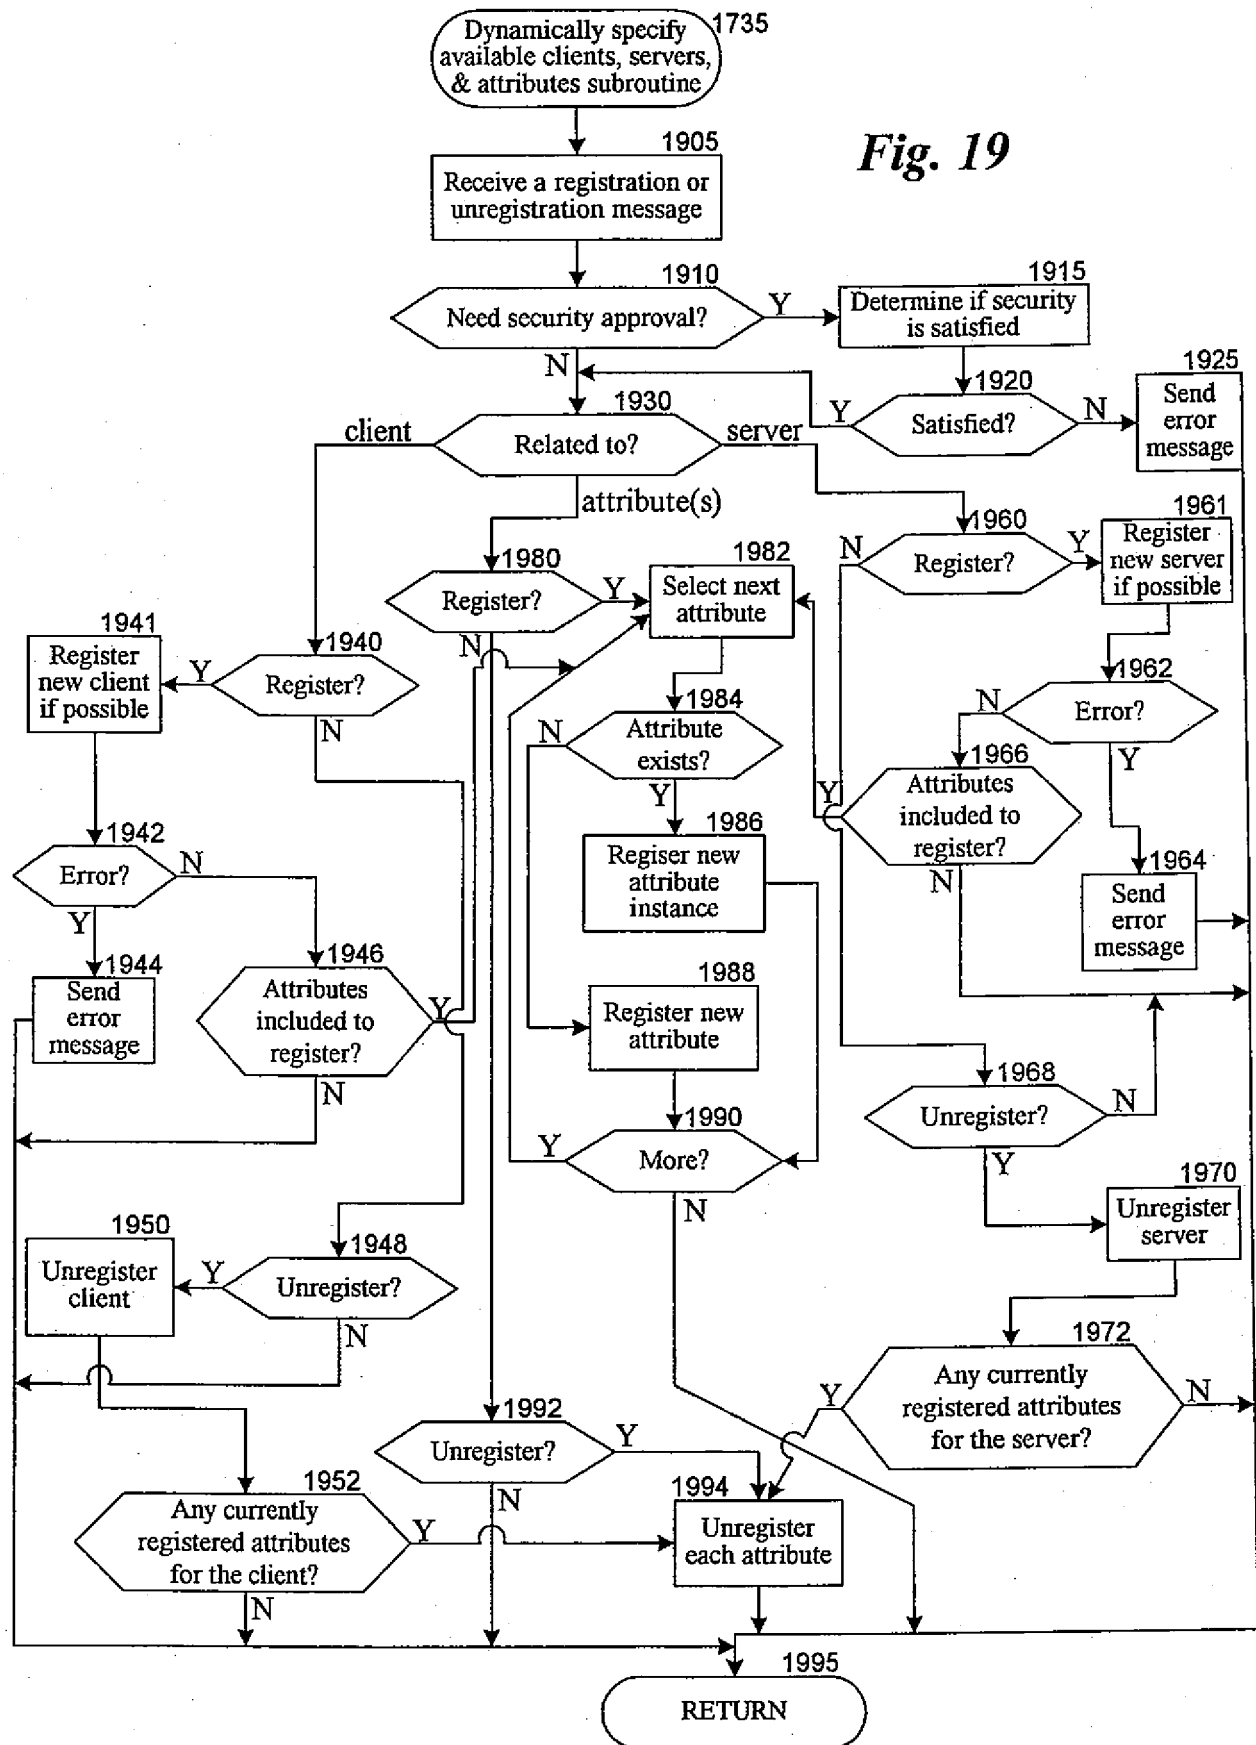 Dynamically specify
available clients, servers,
& attributes subroutine
1735
Fig. 19
1905
Receive a registration or
unregistration message
1910
Need security approval?
Y
N
1915
Determine if security
is satisfied
1920
Satisfied?
Y
N
1925
Send
error
message
1930
Related to?
client
server
attribute(s)
1960
Register?
N
Y
1961
Register
new server
if possible
1980
Register?
Y
N
1982
Select next
attribute
1941
Register
new client
if possible
1940
Register?
Y
N
1962
Error?
N
Y
1984
Attribute
exists?
N
Y
1966
Attributes
included to
register?
Y
N
1986
Regiser new
attribute
instance
1942
Error?
N
Y
1964
Send
error
message
1944
Send
error
message
1946
Attributes
included to
register?
Y
N
1988
Register new
attribute
1968
Unregister?
N
Y
1990
More?
Y
N
1970
Unregister
server
1950
Unregister
client
1948
Unregister?
Y
N
1972
Any currently
registered attributes
for the server?
Y
N
1992
Unregister?
Y
N
1952
Any currently
registered attributes
for the client?
Y
N
1994
Unregister
each attribute
1995
RETURN